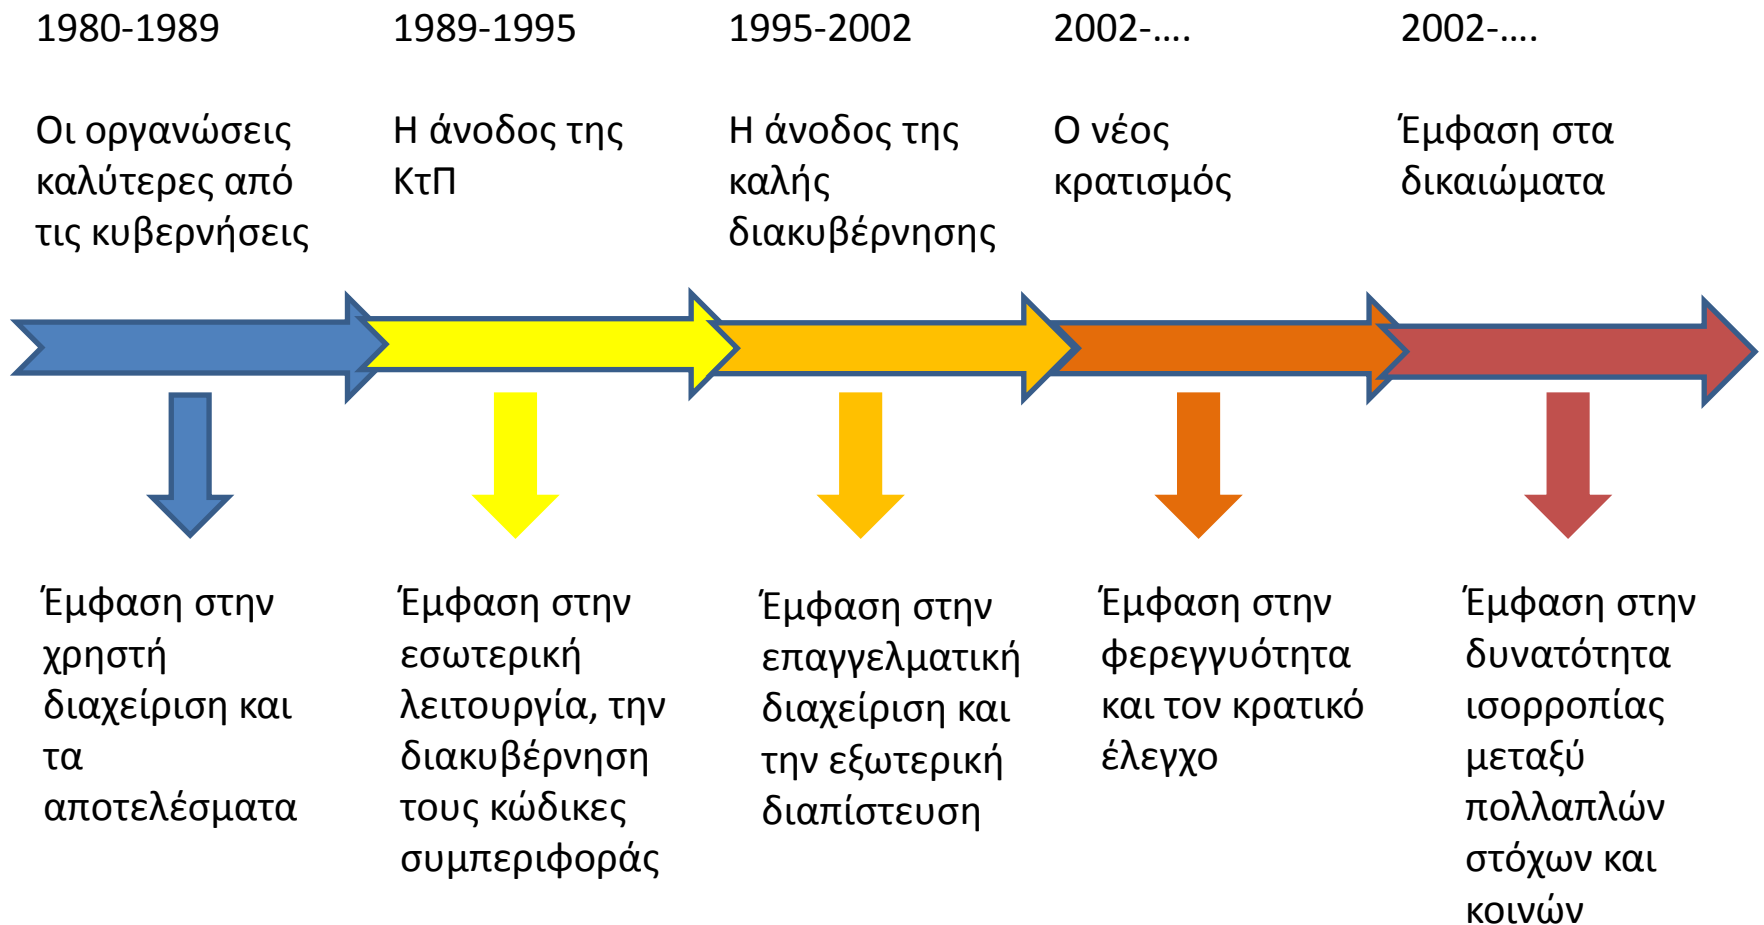 1980-1989
1989-1995
1995-2002
2002-….
2002-….
Οι οργανώσεις
καλύτερες από
τις κυβερνήσεις
Η άνοδος της
ΚτΠ
Η άνοδος της
καλής
διακυβέρνησης
Ο νέος
κρατισμός
Έμφαση στα
δικαιώματα
Έμφαση στην
χρηστή
διαχείριση και
τα
αποτελέσματα
Έμφαση στην
εσωτερική
λειτουργία, την
διακυβέρνηση
τους κώδικες
συμπεριφοράς
Έμφαση στην
επαγγελματική
διαχείριση και
την εξωτερική
διαπίστευση
Έμφαση στην
φερεγγυότητα
και τον κρατικό
έλεγχο
Έμφαση στην
δυνατότητα
ισορροπίας
μεταξύ
πολλαπλών
στόχων και
κοινών